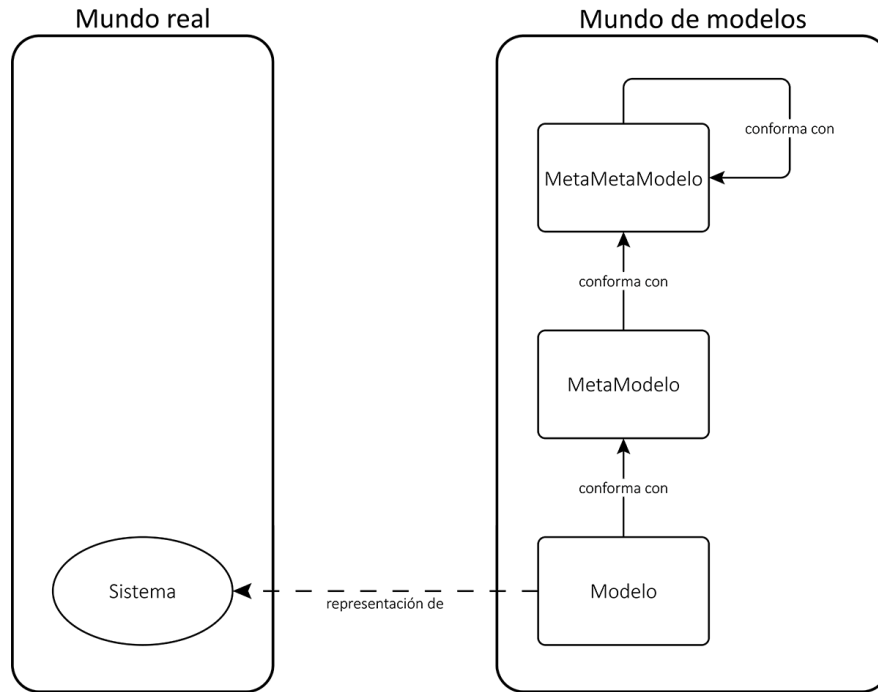 Mundo real
Mundo de modelos
conforma con
MetaMetaModelo
conforma con
MetaModelo
conforma con
Sistema
representación de
Modelo